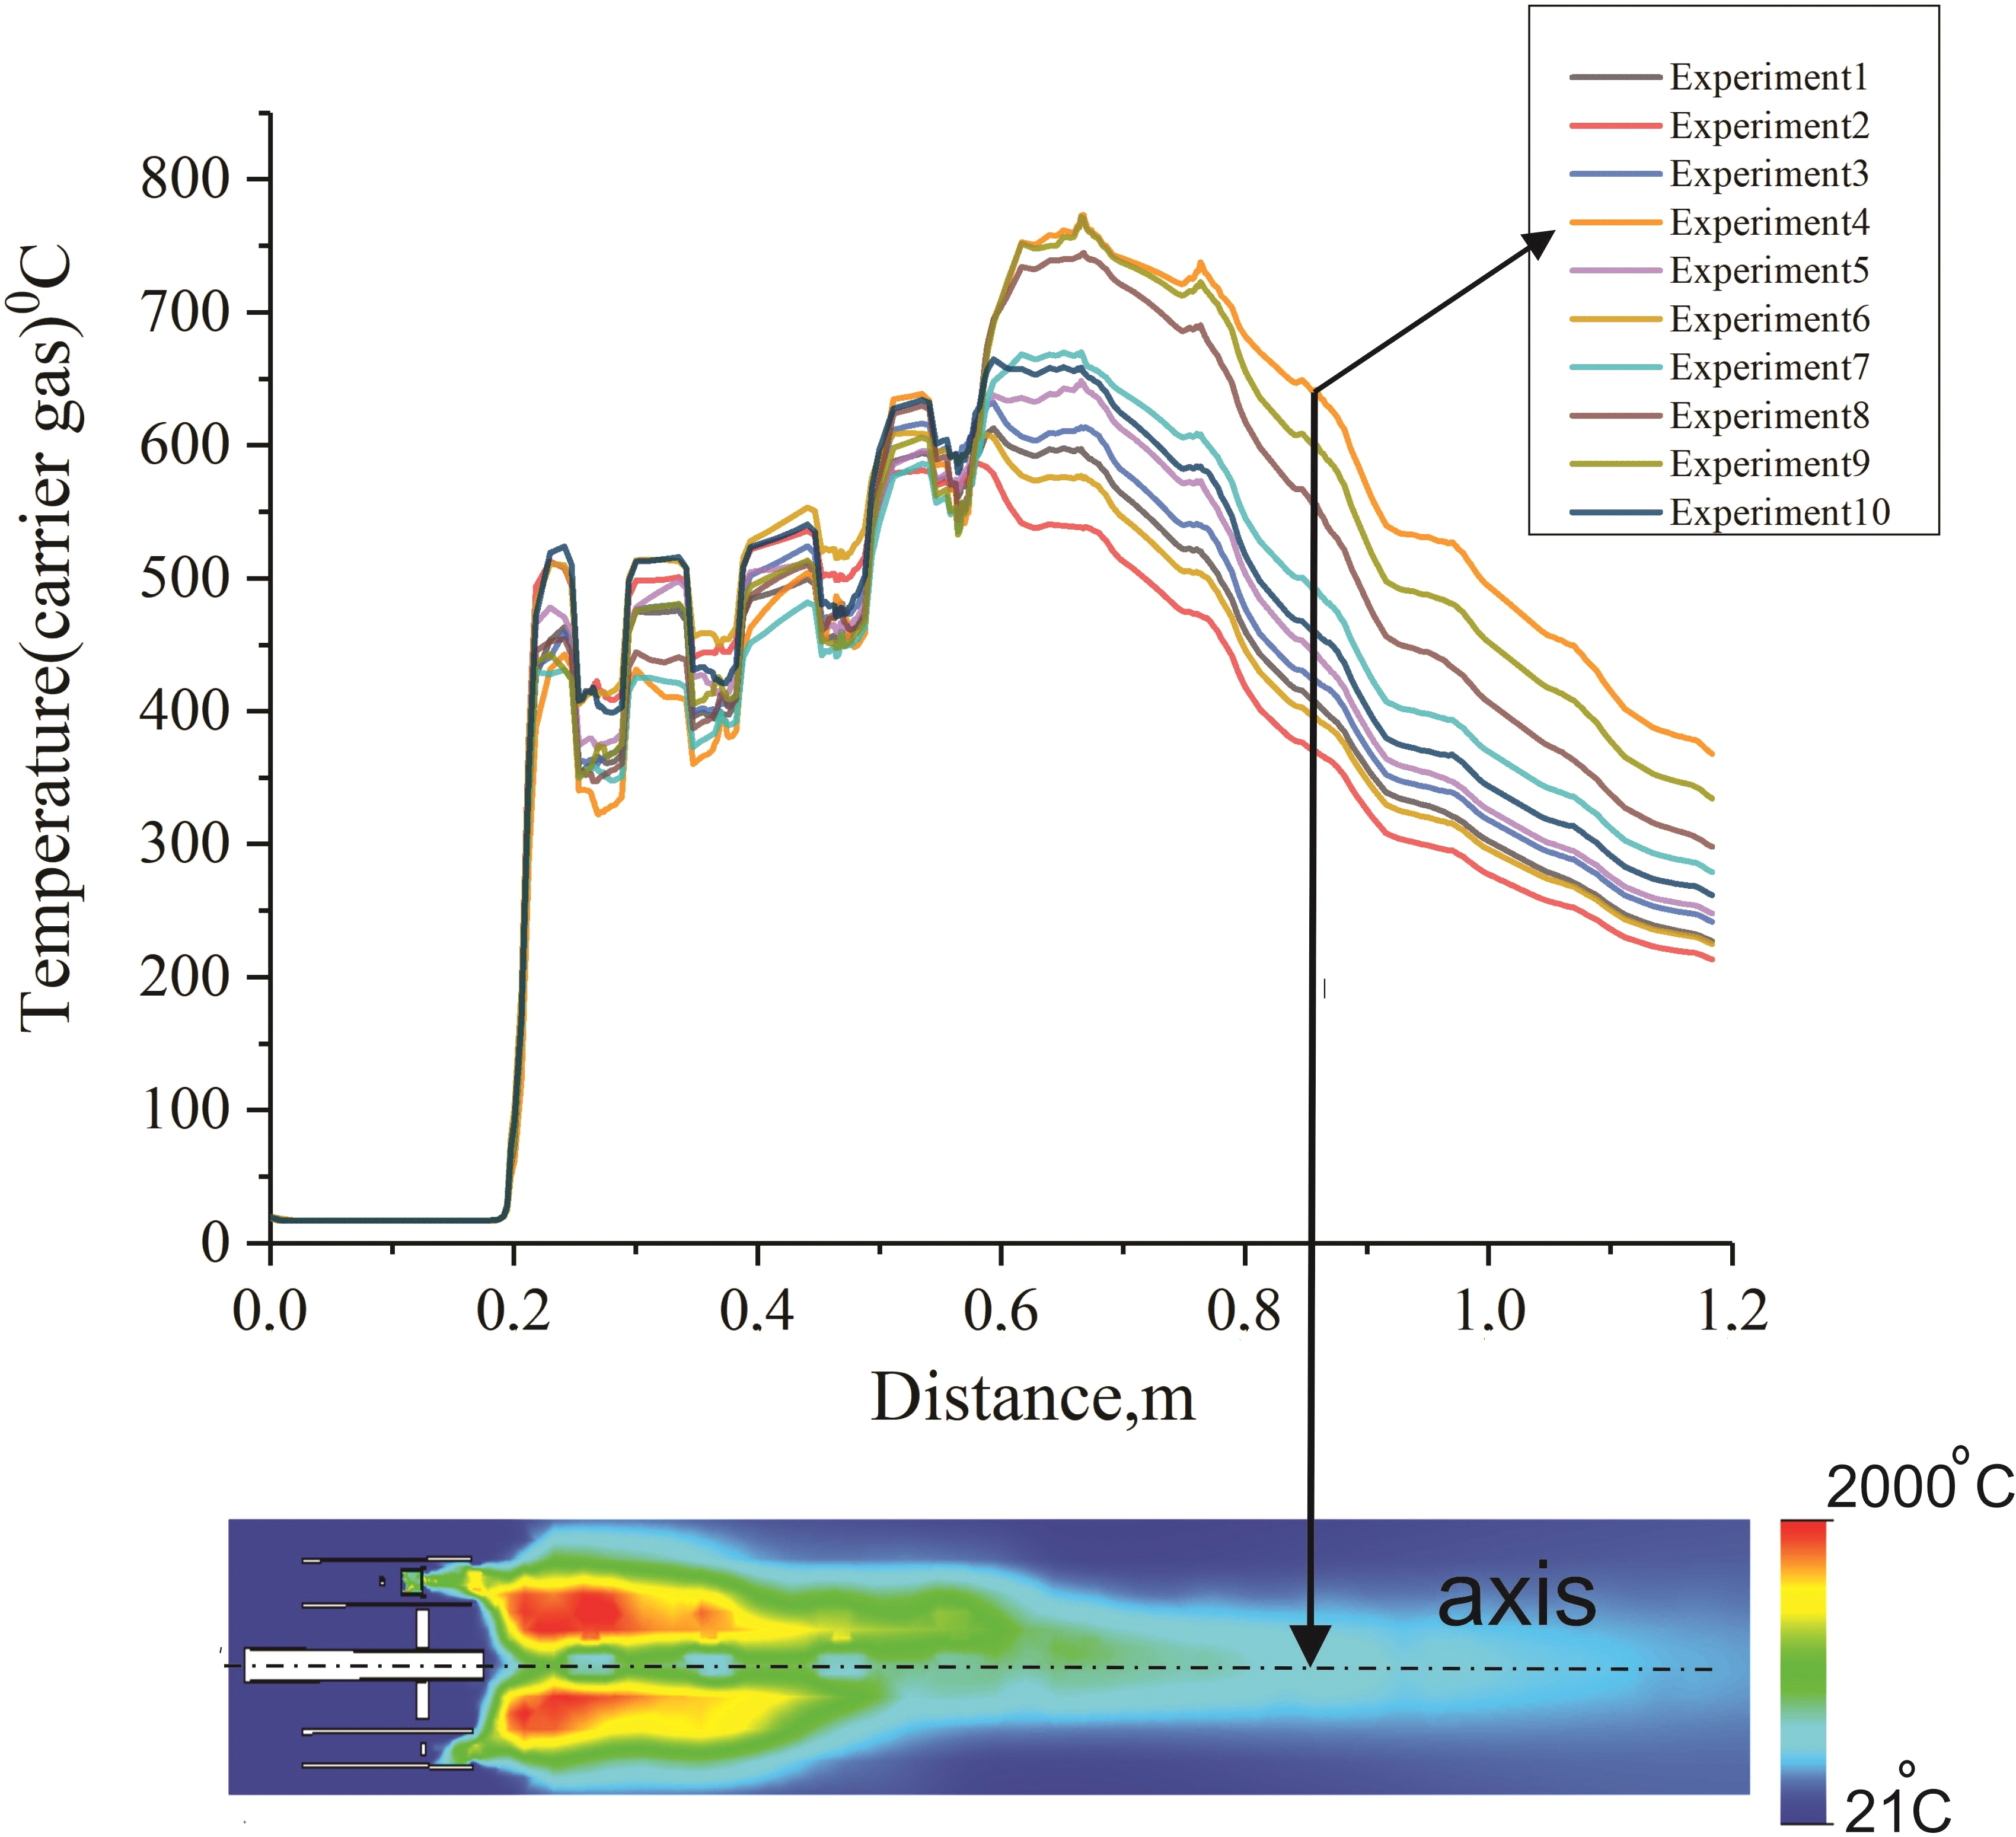 Experiment1
Experiment2
Experiment3
Experiment4
Experiment5
Experiment6
Experiment7
Experiment8
Experiment9
Experiment10
Temperature(carrier gas)⁰C
800
700
600
500
400
300
200
100
0
0.0 0.2 0.4 0.6 0.8 1.0 1.2
Distance,m
2000°C
axis
21°C